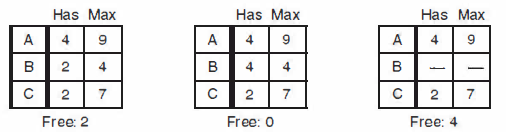 Has Max
A 4 9
B 2 4
C 2 7
Free: 2
Has Max
A 4 9
B 4 4
C 2 7
Free: 0
Has Max
A 4 9
B — —
C 2 7
Free: 4